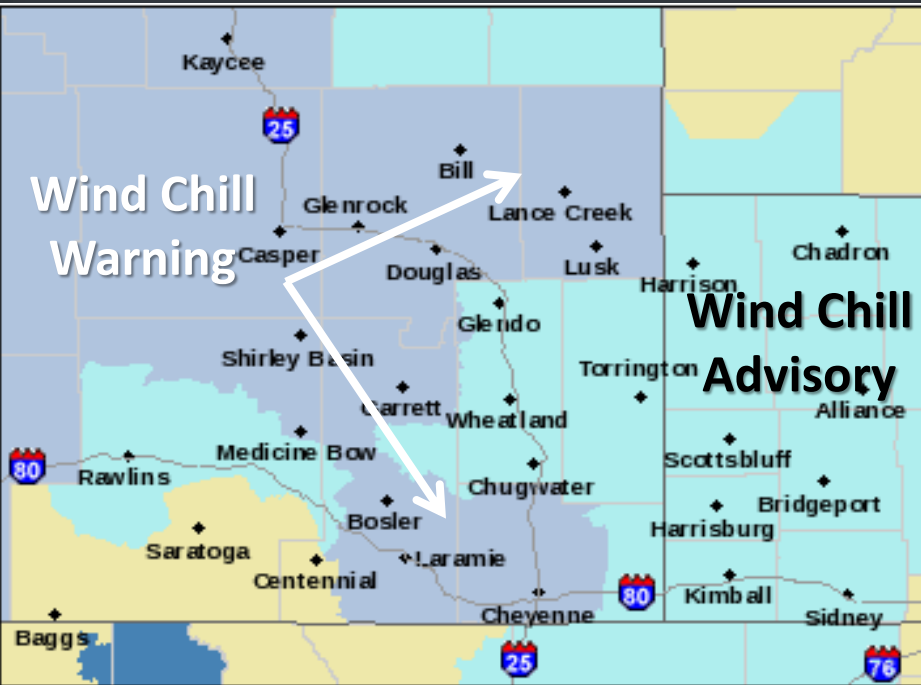 Kaycee
25
Bill
Wind Chill
Warning
Glenrock
Lance Creek
Casper
Douglas
Lusk
Harrison
Chadron
Wind Chill
Advisory
Glendo
Shirley Basin
Torrington
Garrett
Wheatland
Alliance
Medicine Bow
80
Rawlins
Scottsbluff
Chugwater
Bridgeport
Bosler
Harrisburg
Saratoga
Laramie
Centennial
80
Kimball
Cheyenne
Sidney
Baggs
25
76